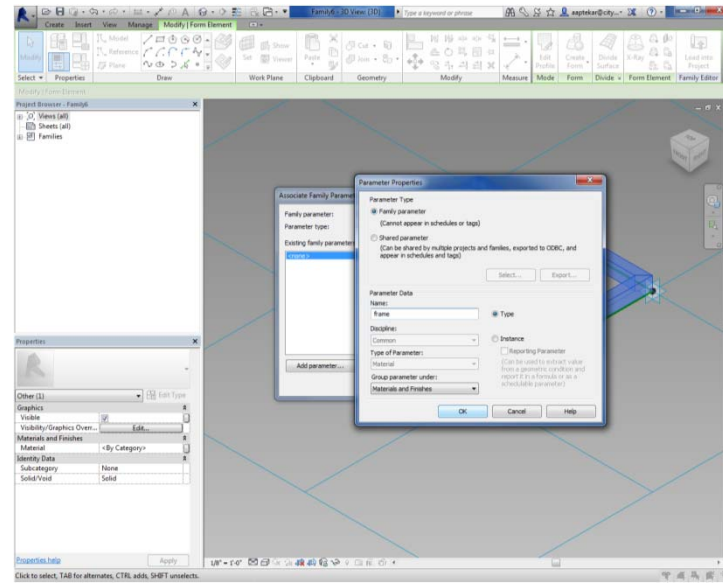 Family6 - 3D View: {3D}
Type a keyword or phrase
aaptekar@city...
Create Insert View Manage Modify | Form Element
Modify
Model
Reference
Plane
Set
Show
Viewer
Paste
Cut
Join
Edit Profile
Create Form
Divide Surface
X-Ray
Load into Project
Select Properties Draw Work Plane Clipboard Geometry Modify Measure Mode Form Divide Form Element Family Editor
Modify | Form Element
Project Browser - Family6
Views (all)
Sheets (all)
Families
Associate Family Parame
Family parameter:
Parameter type:
Existing family parameter
<none>
Add parameter...
Parameter Properties
Parameter Type
Family parameter
(Cannot appear in schedules or tags)
Shared parameter
(Can be shared by multiple projects and families, exported to ODBC, and
appear in schedules and tags)
Select... Export...
Parameter Data
Name:
frame
Type
Discipline:
Common
Instance
Type of Parameter:
Material
Reporting Parameter
(Can be used to extract value
from a geometric condition and
report it in a formula or as a
schedulable parameter)
Group parameter under:
Materials and Finishes
OK Cancel Help
Properties
Other (1) Edit Type
Graphics
Visible
Visibility/Graphics Overr... Edit...
Materials and Finishes
Material <By Category>
Identity Data
Subcategory None
Solid/Void Solid
Properties help Apply
1/8" = 1'-0"
Click to select, TAB for alternates, CTRL adds, SHIFT unselects.